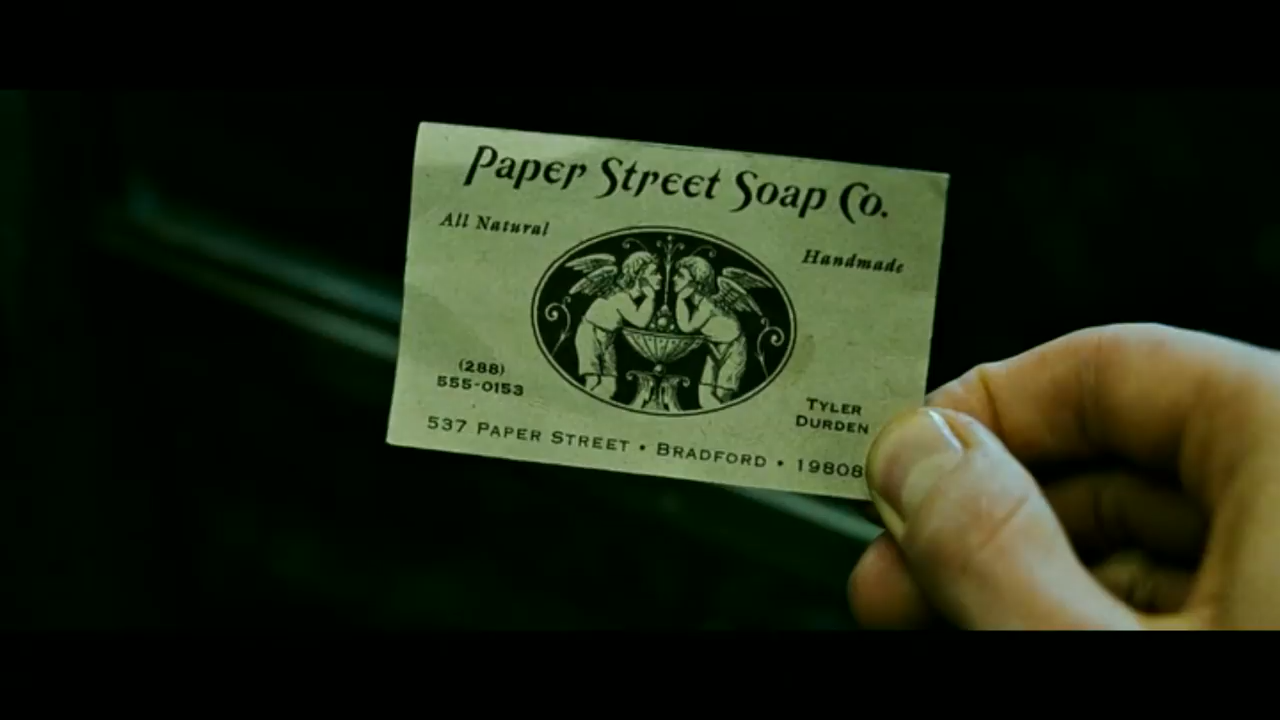 Paper Street Soap Co.
All Natural
Handmade
(288)
555-0153
Tyler
Durden
537 Paper Street • Bradford • 19808